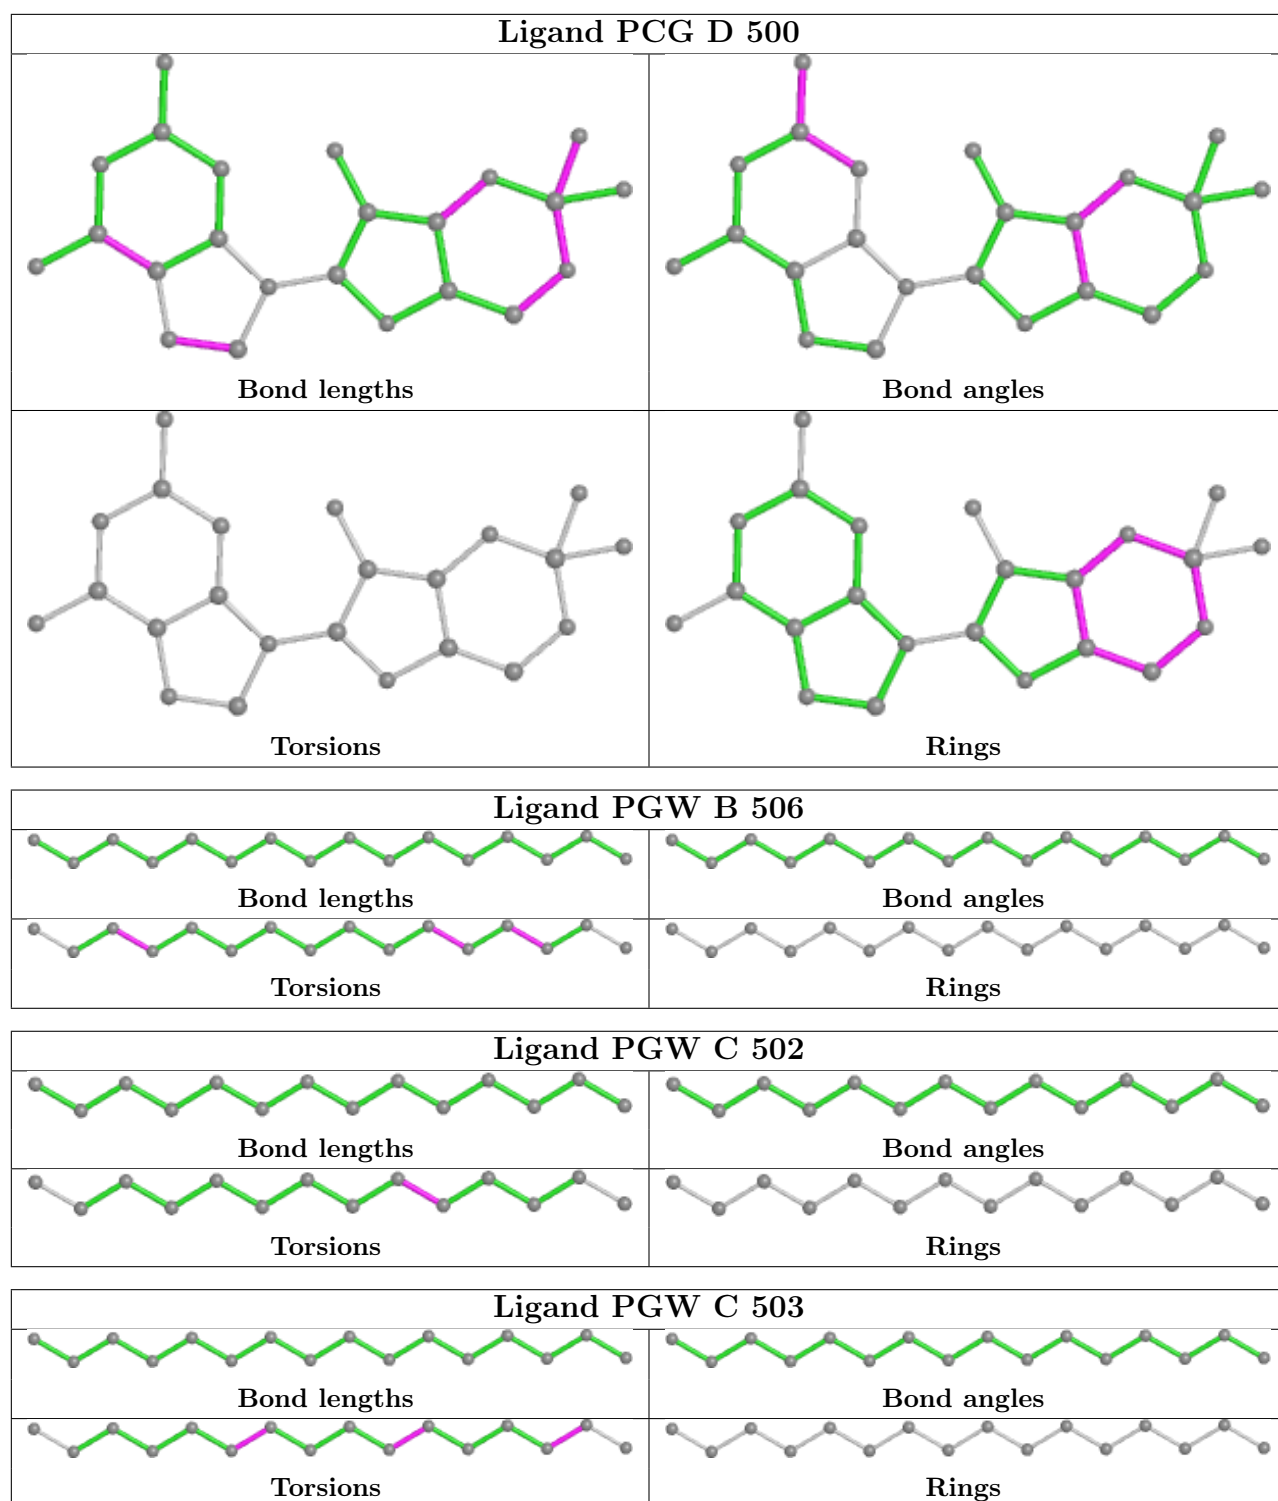 Ligand PCG D 500
Bond lengths
Bond angles
Torsions
Rings
Ligand PGW B 506
Bond lengths
Bond angles
Torsions
Rings
Ligand PGW C 502
Bond lengths
Bond angles
Torsions
Rings
Ligand PGW C 503
Bond lengths
Bond angles
Torsions
Rings